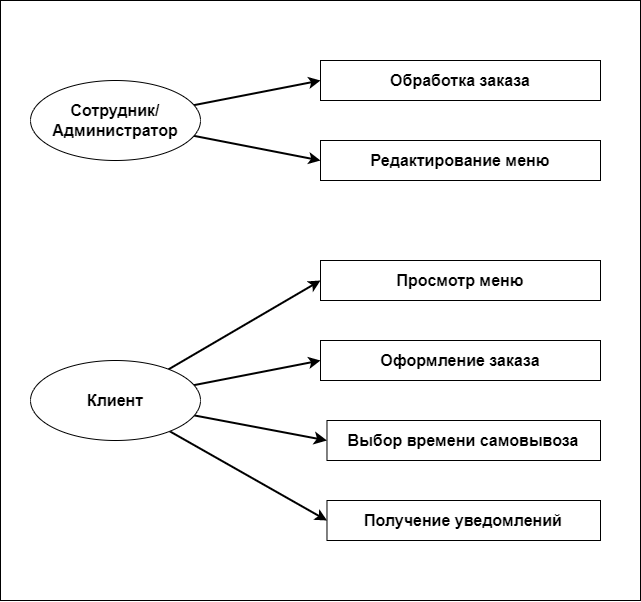 Сотрудник/
Администратор
Обработка заказа
Редактирование меню
Клиент
Просмотр меню
Оформление заказа
Выбор времени самовывоза
Получение уведомлений